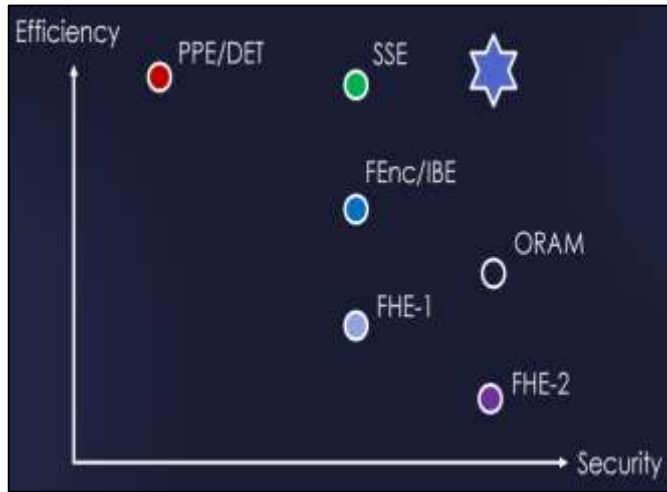 Efficiency
PPE/DET
SSE
FEnc/IBE
ORAM
FHE-1
FHE-2
Security